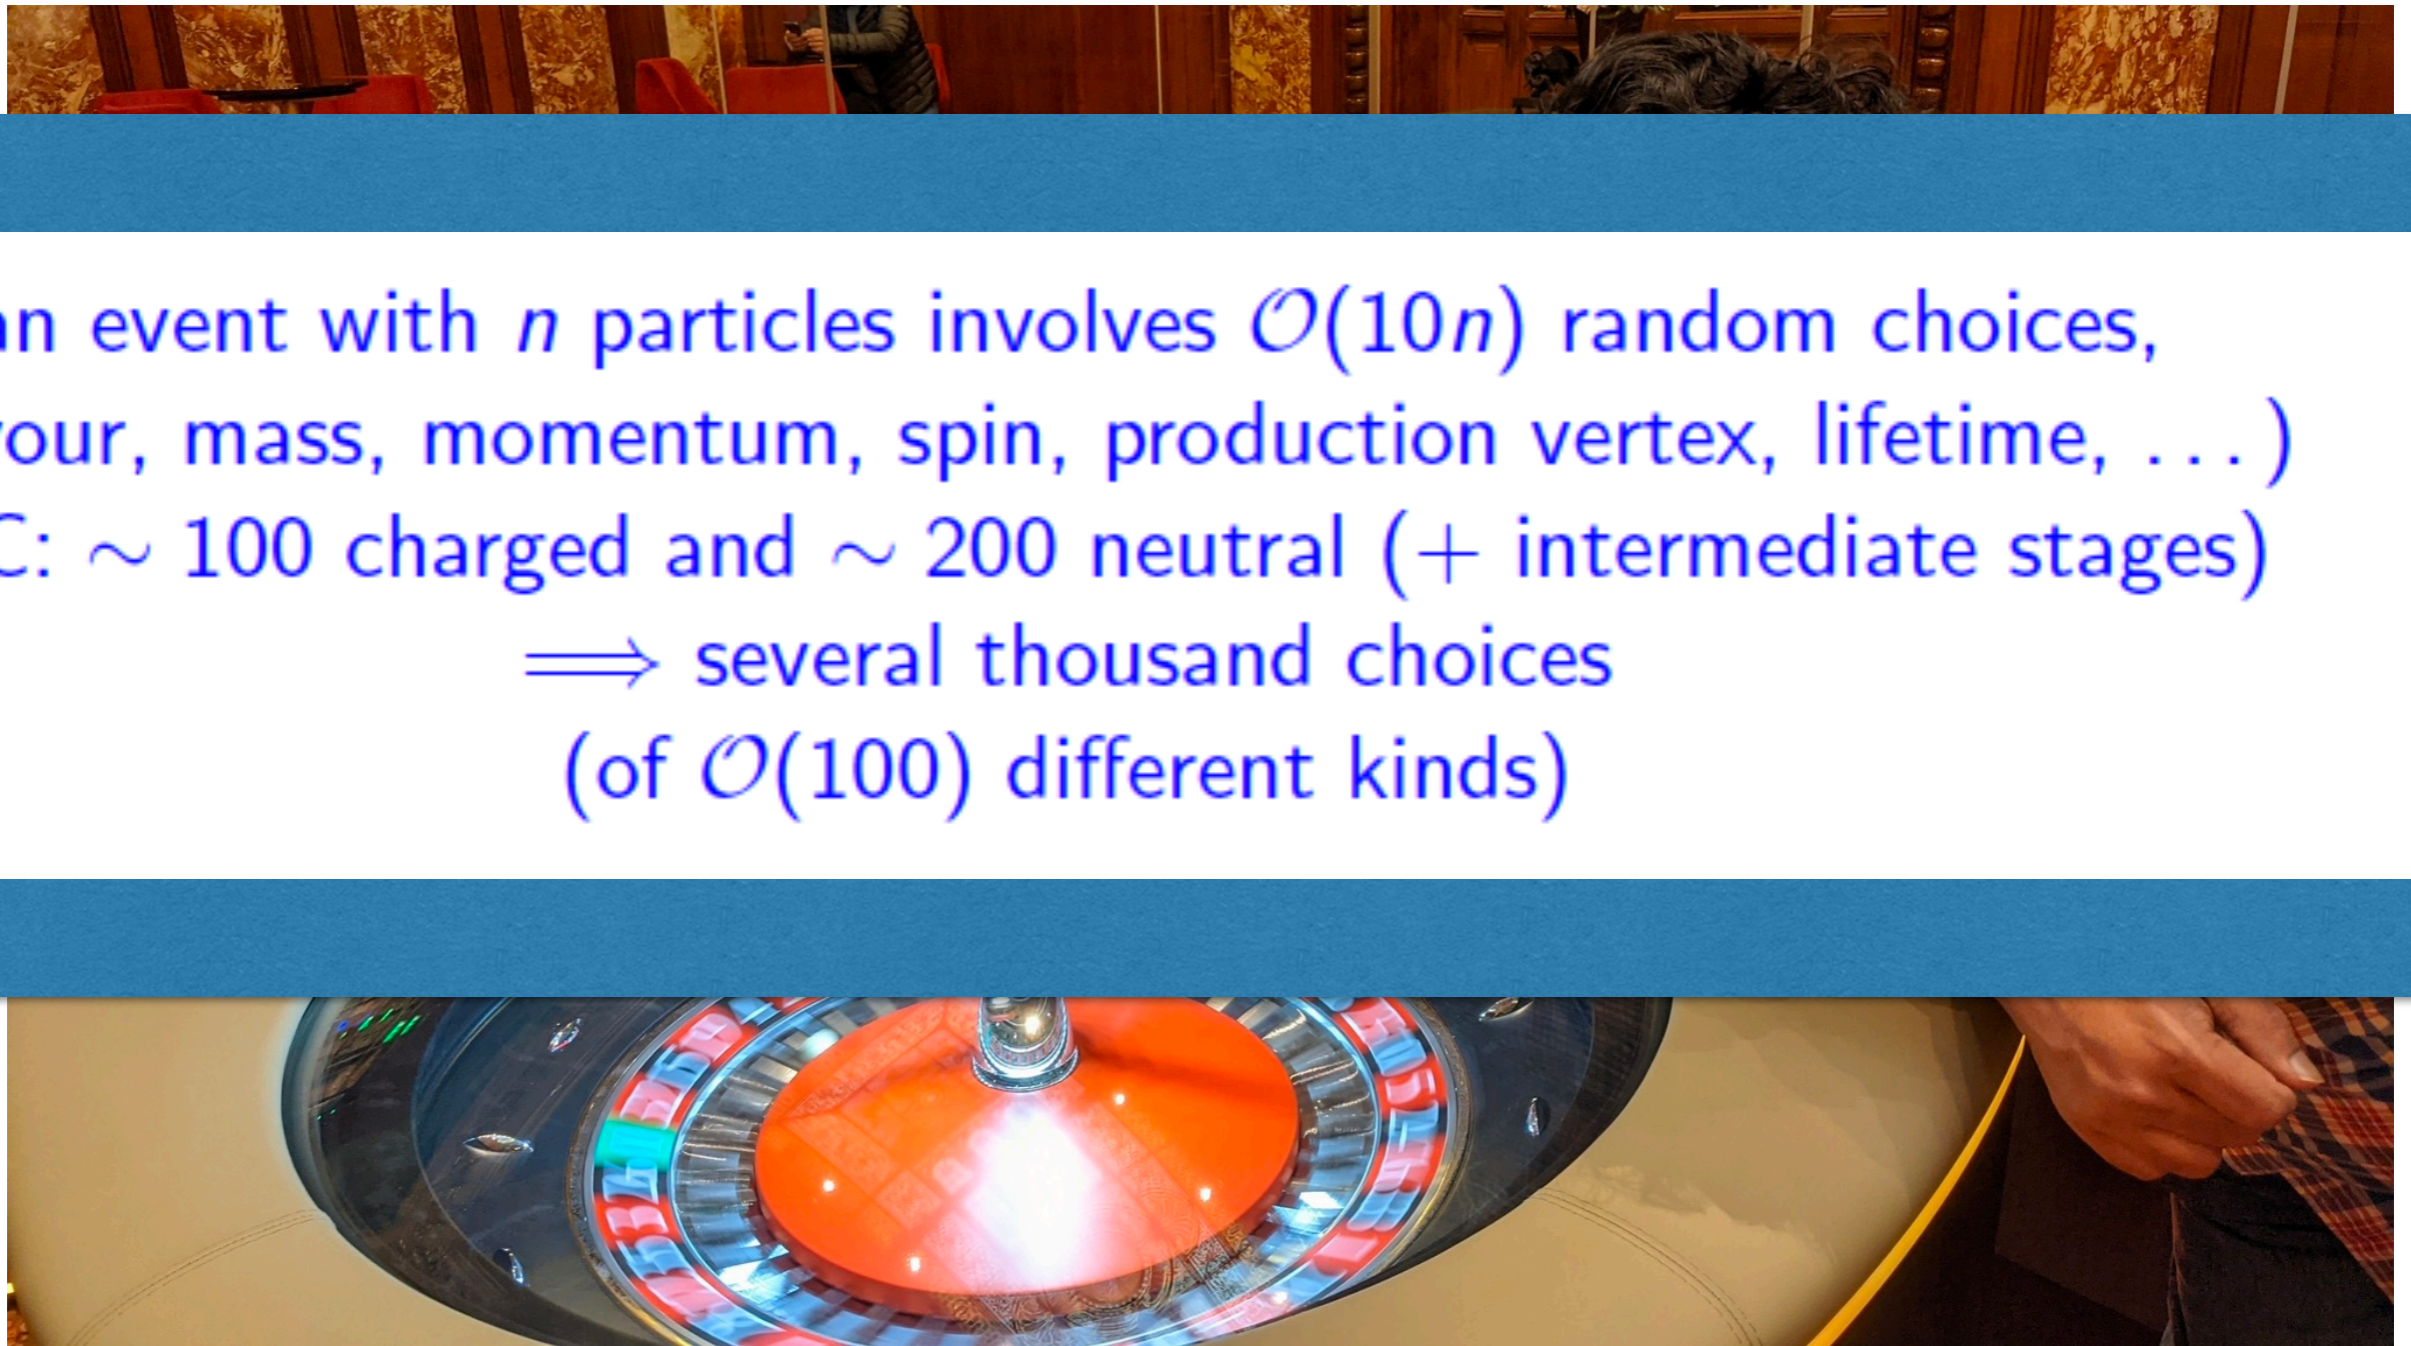 an event with n particles involves 𝒪(10n) random choices,
our, mass, momentum, spin, production vertex, lifetime, . . . )
C: ∼ 100 charged and ∼ 200 neutral (+ intermediate stages)
⟹ several thousand choices
(of 𝒪(100) different kinds)